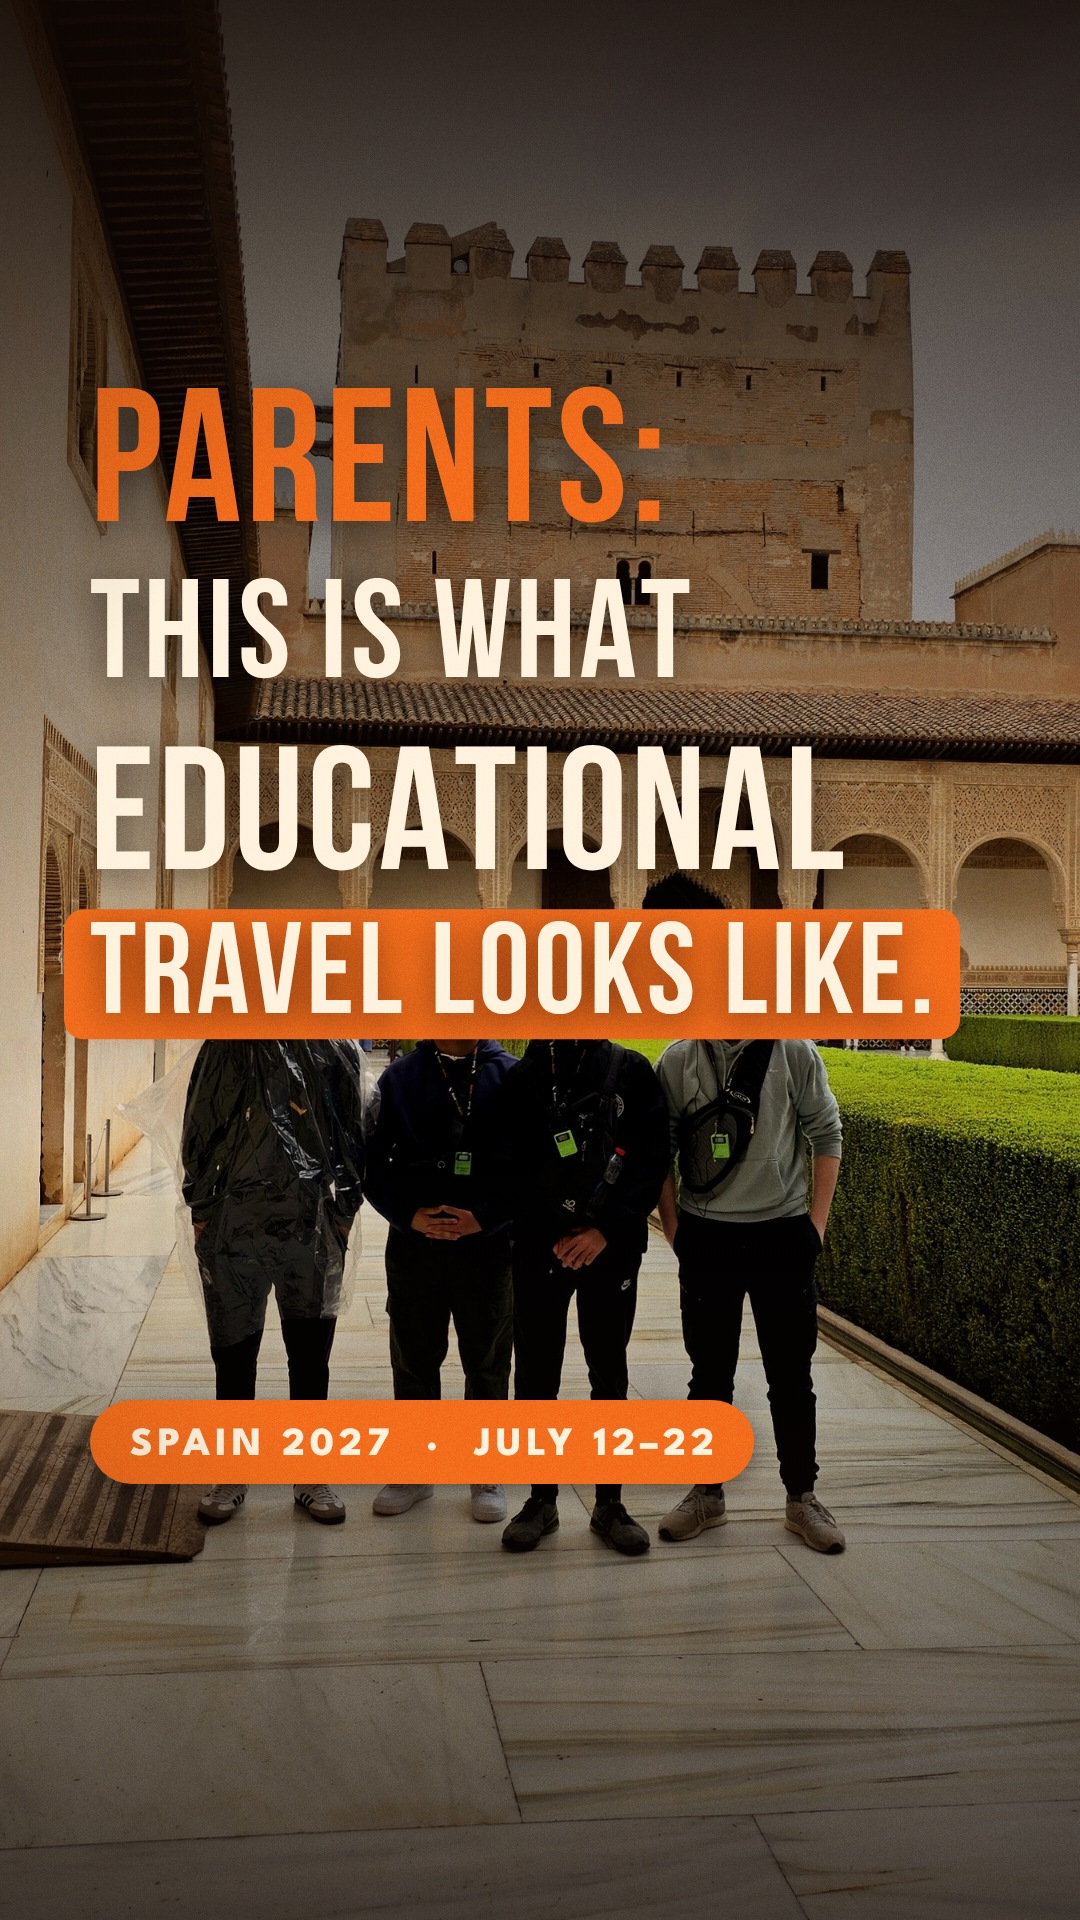 PARENTS:
THIS IS WHAT
EDUCATIONAL
TRAVEL LOOKS LIKE.
SPAIN 2027 · JULY 12–22